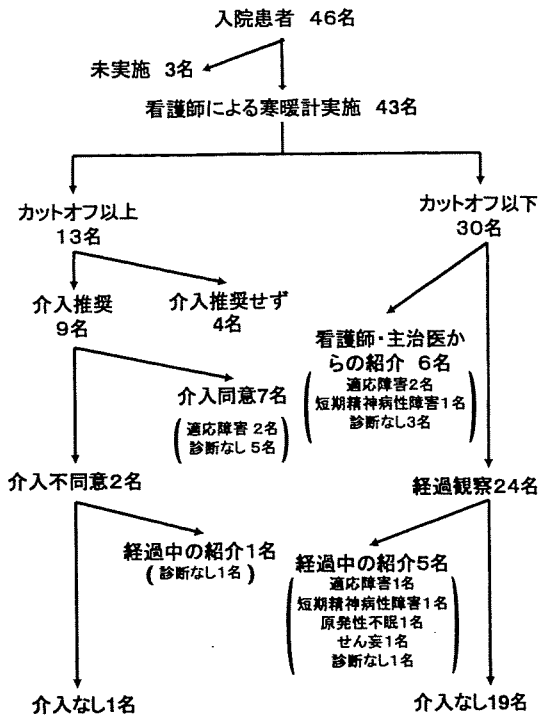 入院患者 46名
未実施 3名
看護師による寒暖計実施 43名
カットオフ以上
13名
カットオフ以下
30名
介入推奨
9名
介入推奨せず
4名
看護師・主治医か
らの紹介 6名
適応障害2名
短期精神病性障害1名
診断なし3名
介入同意7名
適応障害 2名
診断なし 5名
介入不同意2名
経過観察24名
経過中の紹介1名
(診断なし1名)
経過中の紹介5名
適応障害1名
短期精神病性障害1名
原発性不眠1名
せん妄1名
診断なし1名
介入なし1名
介入なし19名